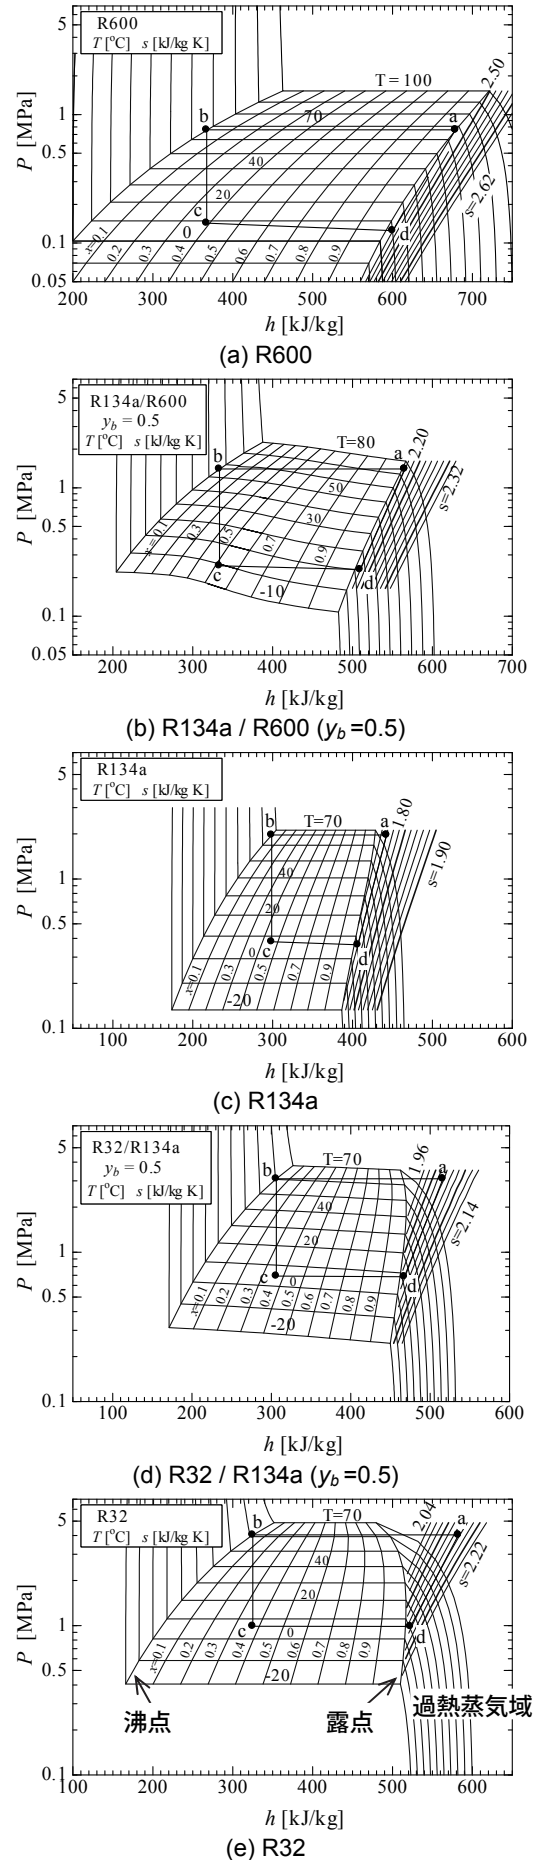 R600
T [°C] s [kJ/kg K]
T = 100
2.50
5
b
70
a
1
P [MPa]
0.5
40
s=2.62
20
c
0
d
0.1
x=0.1
0.2
0.3
0.4
0.5
0.6
0.7
0.8
0.9
0.05
200 300 400 500 600 700
h [kJ/kg]
(a) R600
R134a/R600
y_b = 0.5
T [°C] s [kJ/kg K]
T=80
2.20
5
b
a
1
P [MPa]
50
s=2.32
0.5
x=0.1
0.3
0.5
0.7
0.9
30
c
d
-10
0.1
0.05
200 300 400 500 600 700
h [kJ/kg]
(b) R134a / R600 (y_b =0.5)
R134a
T [°C] s [kJ/kg K]
5
b
T=70
a
1.80
1
P [MPa]
40
s=1.90
0.5
20
c
0
d
x=0.1
0.3
0.5
0.7
0.9
-20
0.1
100 200 300 400 500 600
h [kJ/kg]
(c) R134a
R32/R134a
y_b = 0.5
T [°C] s [kJ/kg K]
5
b
T=70
1.96
a
P [MPa]
40
s=2.14
1
20
c
0
d
0.5
x=0.1
0.2
0.3
0.4
0.5
0.6
0.7
0.8
0.9
-20
0.1
100 200 300 400 500 600
h [kJ/kg]
(d) R32 / R134a (y_b =0.5)
R32
T [°C] s [kJ/kg K]
5
b
T=70
2.04
a
P [MPa]
40
s=2.22
20
1
c
0
d
0.5
x=0.1
0.2
0.3
0.4
0.5
0.6
0.7
0.8
0.9
-20
沸点
露点
過熱蒸気域
0.1
100 200 300 400 500 600
h [kJ/kg]
(e) R32